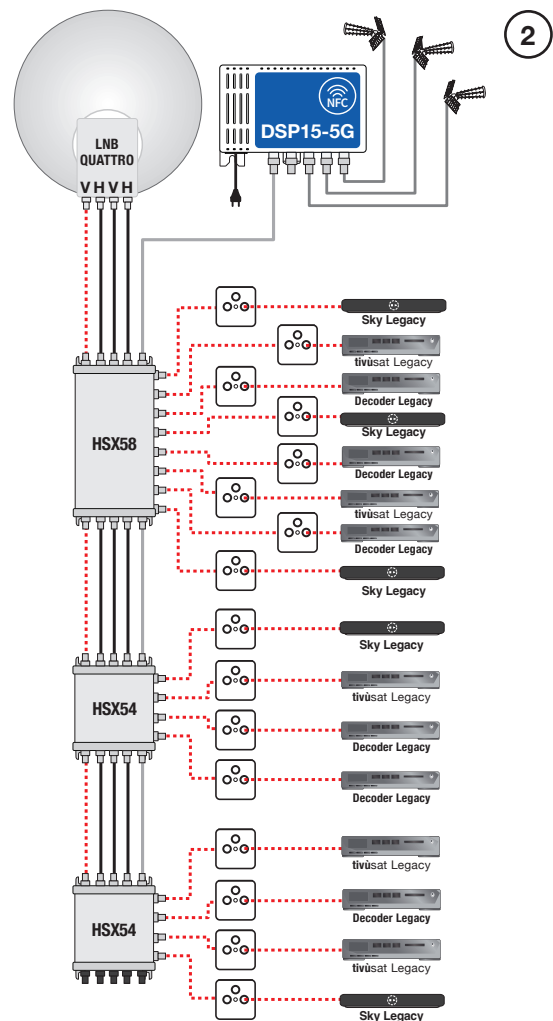 2
NFC
DSP15-5G
LNB
QUATTRO
V H V H
Sky Legacy
tivùsat Legacy
Decoder Legacy
Sky Legacy
HSX58
Decoder Legacy
tivùsat Legacy
Decoder Legacy
Sky Legacy
Sky Legacy
tivùsat Legacy
HSX54
Decoder Legacy
Decoder Legacy
tivùsat Legacy
Decoder Legacy
HSX54
tivùsat Legacy
Sky Legacy